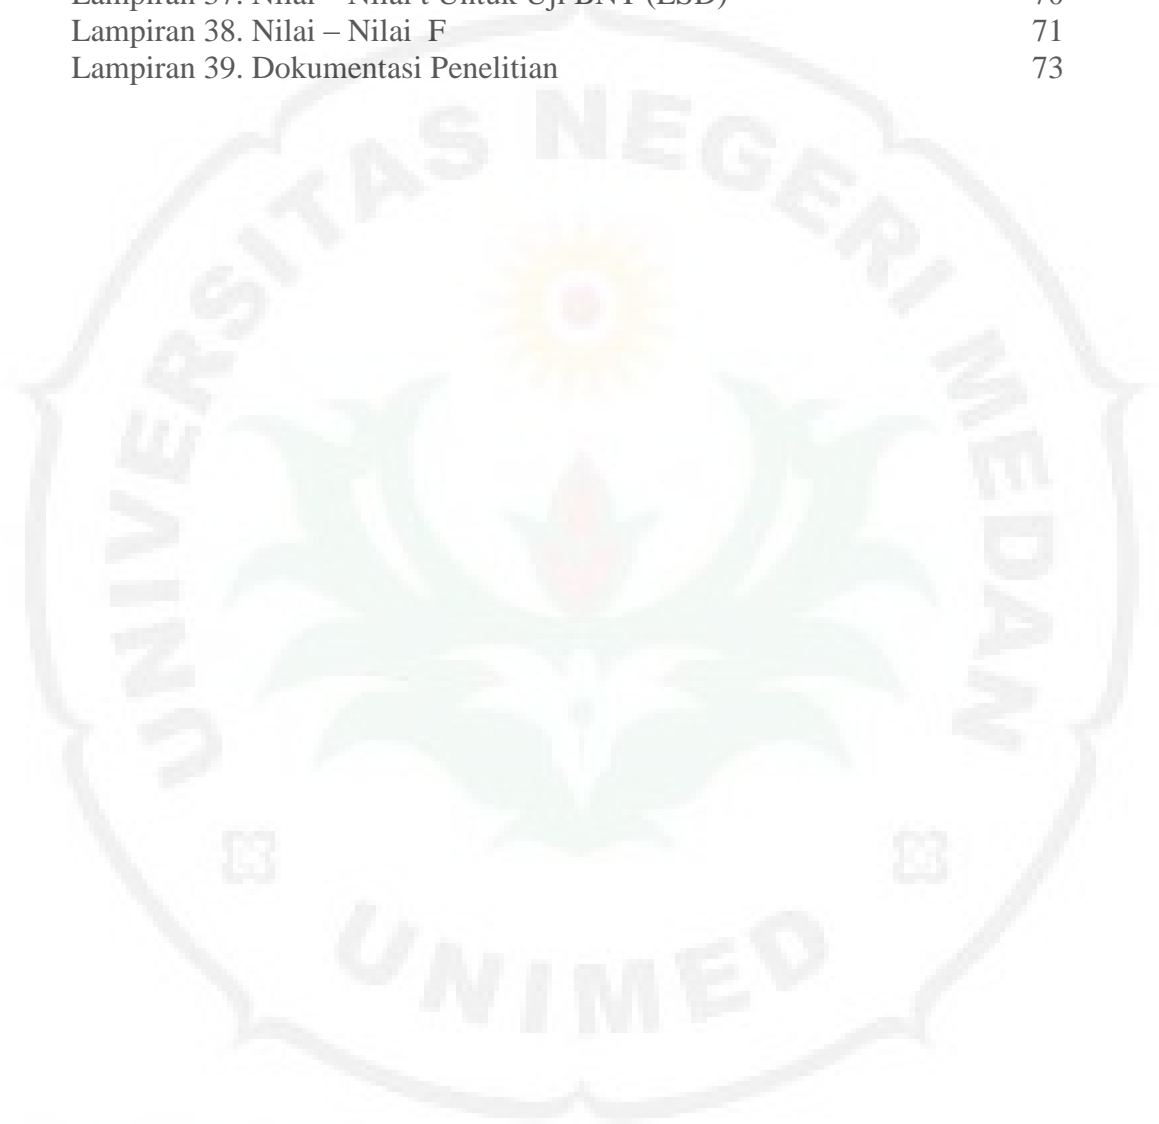 Lampiran 37. Nilai – Nilai t Untuk Uji BNT (LSD) 70
Lampiran 38. Nilai – Nilai F 71
Lampiran 39. Dokumentasi Penelitian 73
UNIVERSITAS NEGERI MEDAN
UNIMED